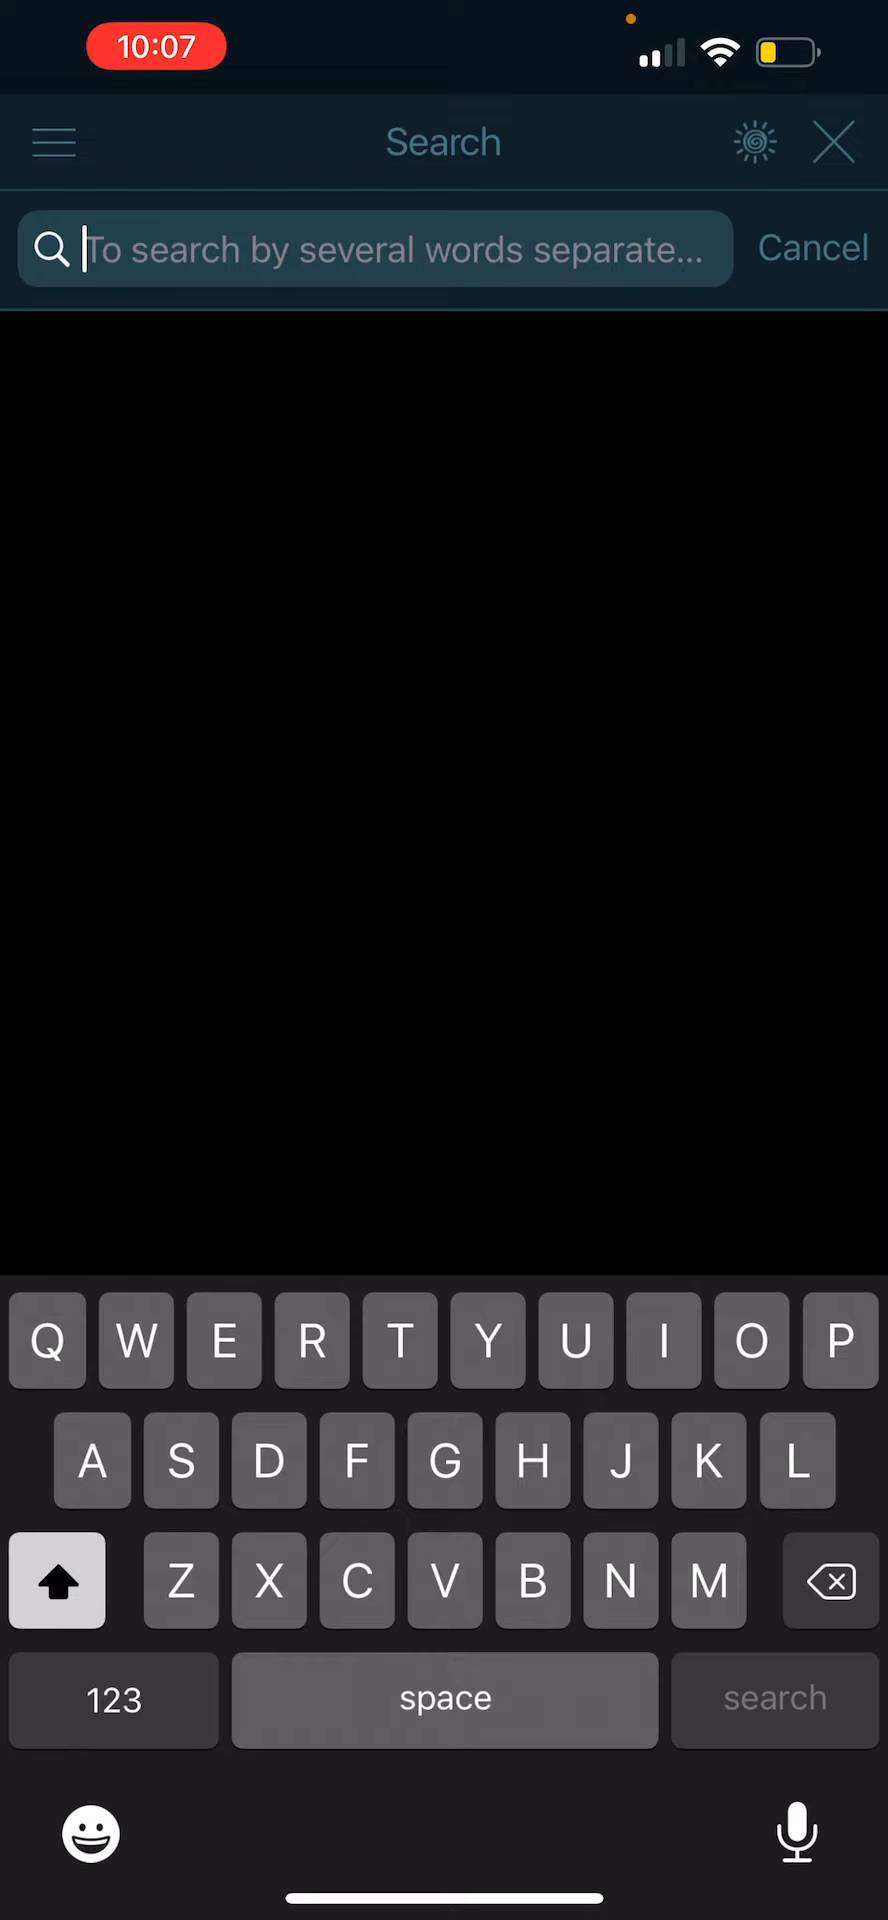 10:07
Search
To search by several words separate...
Cancel
Q W E R T Y U I O P
A S D F G H J K L
Z X C V B N M
123 space search